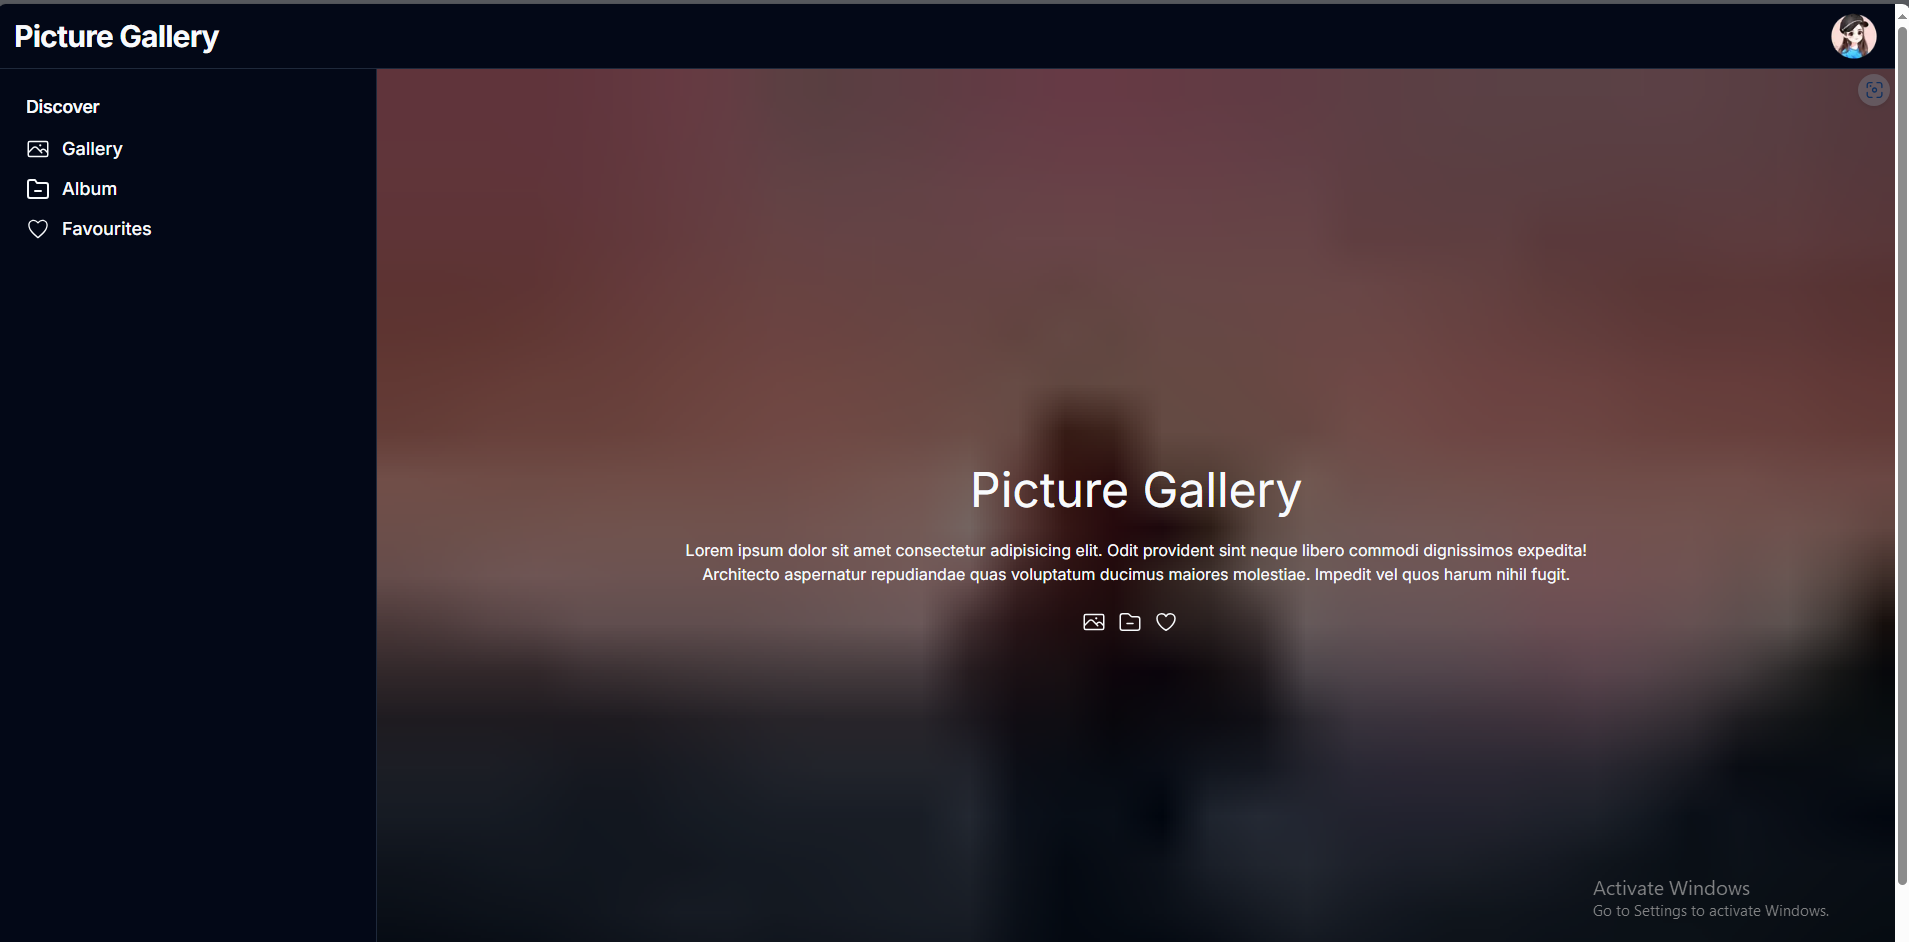 Picture Gallery
Discover
Gallery
Album
Favourites
Picture Gallery
Lorem ipsum dolor sit amet consectetur adipisicing elit. Odit provident sint neque libero commodi dignissimos expedita!
Architecto aspernatur repudiandae quas voluptatum ducimus maiores molestiae. Impedit vel quos harum nihil fugit.
Activate Windows
Go to Settings to activate Windows.